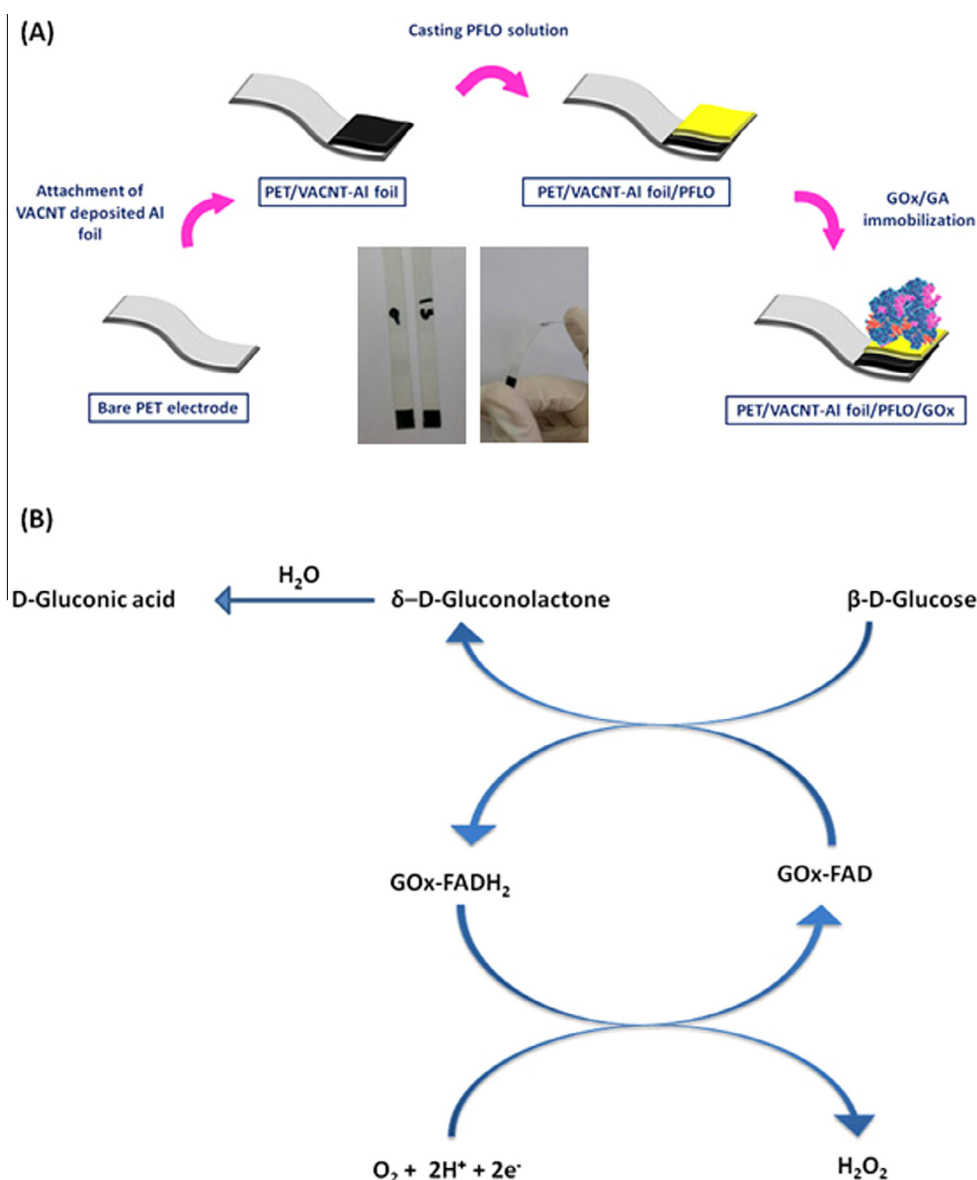 (A)
Casting PFLO solution
PET/VACNT-Al foil
PET/VACNT-Al foil/PFLO
Attachment of
VACNT deposited Al
foil
GOx/GA
immobilization
9
15
Bare PET electrode
PET/VACNT-Al foil/PFLO/GOx
(B)
H₂O
D-Gluconic acid
δ–D-Gluconolactone
β-D-Glucose
GOx-FADH₂
GOx-FAD
O₂ + 2H⁺ + 2e⁻
H₂O₂